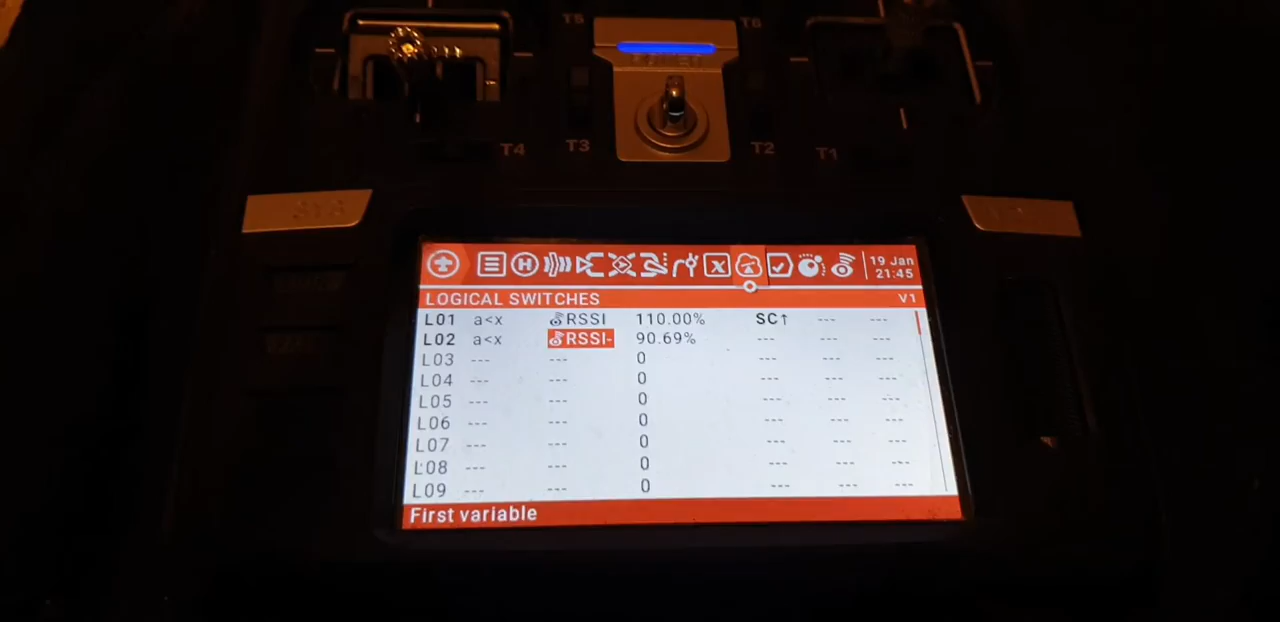 T5
T6
POWER
T4
T3
T2
T1
SYS
19 Jan
21:45
LOGICAL SWITCHES
V1
L01 a<x RSSI 110.00% SC↑ --- ---
L02 a<x RSSI- 90.69% --- --- ---
L03 --- --- 0 --- --- ---
L04 --- --- 0 --- --- ---
L05 --- --- 0 --- --- ---
L06 --- --- 0 --- --- ---
L07 --- --- 0 --- --- ---
L08 --- --- 0 --- --- ---
L09 --- --- 0 --- --- ---
First variable